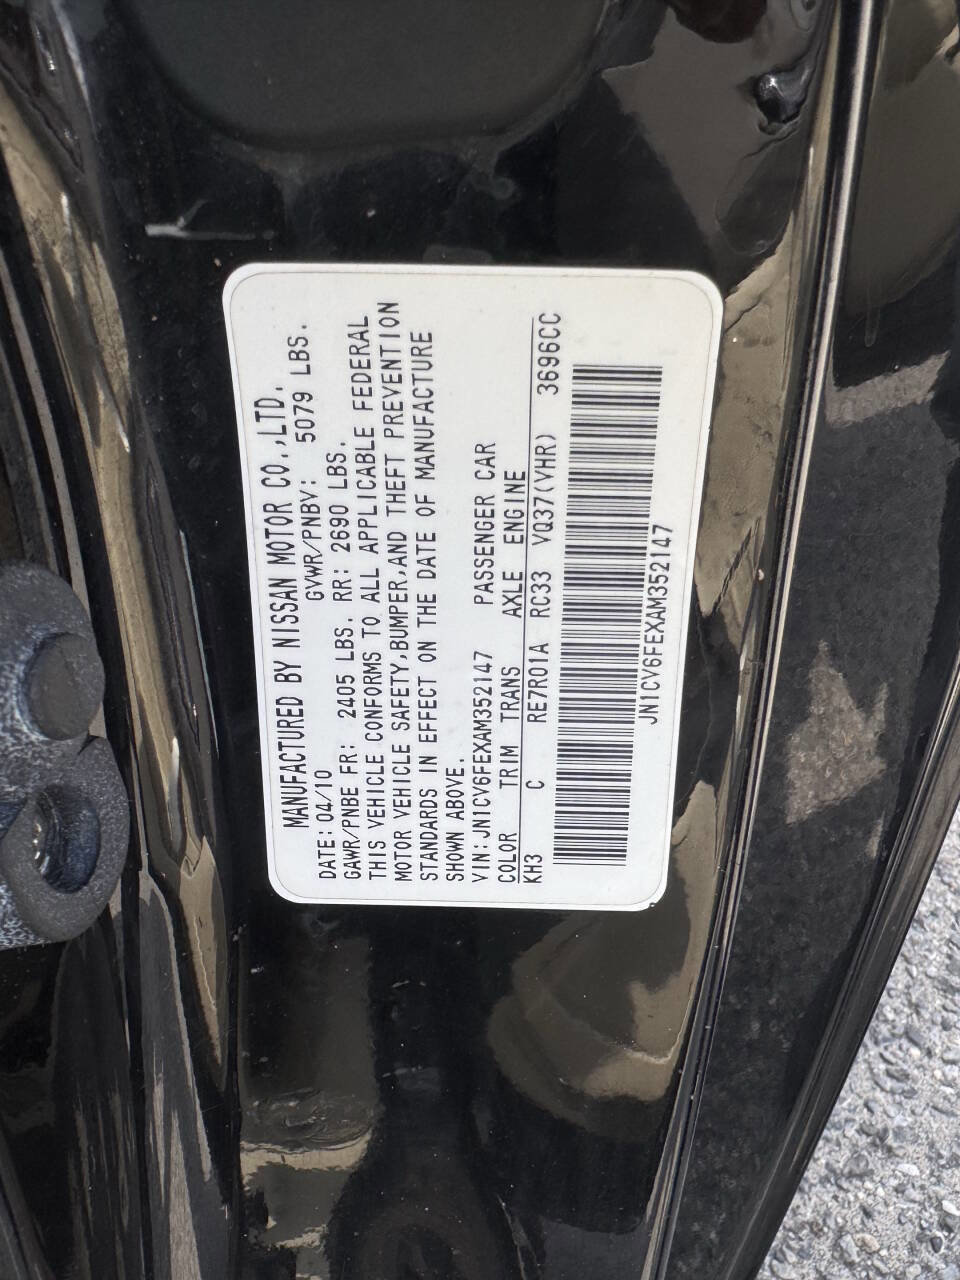 MANUFACTURED BY NISSAN MOTOR CO.,LTD.
DATE:04/10 GVWR/PNBV: 5079 LBS.
GAWR/PNBE FR: 2405 LBS. RR: 2690 LBS.
THIS VEHICLE CONFORMS TO ALL APPLICABLE FEDERAL
MOTOR VEHICLE SAFETY,BUMPER,AND THEFT PREVENTION
STANDARDS IN EFFECT ON THE DATE OF MANUFACTURE
SHOWN ABOVE.
VIN:JN1CV6FEXAM352147 PASSENGER CAR
COLOR TRIM TRANS AXLE ENGINE
KH3 C RE7R01A RC33 VQ37(VHR) 3696CC
JN1CV6FEXAM352147